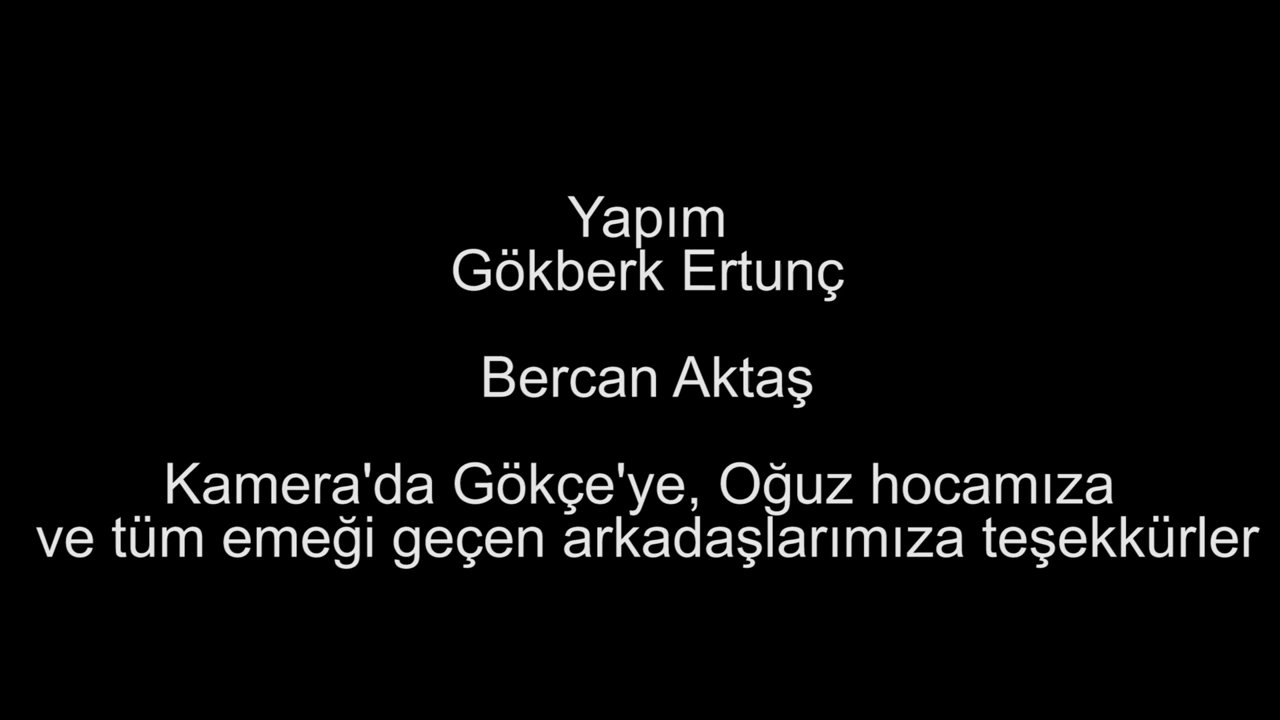 Yapım
Gökberk Ertunç
Bercan Aktaş
Kamera'da Gökçe'ye, Oğuz hocamıza
ve tüm emeği geçen arkadaşlarımıza teşekkürler